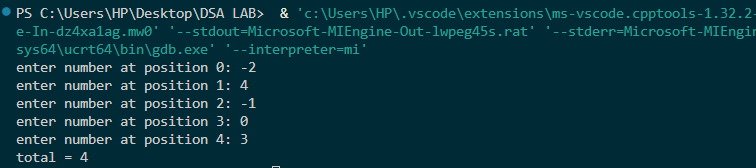 PS C:\Users\HP\Desktop\DSA LAB>  & 'c:\Users\HP\.vscode\extensions\ms-vscode.cpptools-1.32.2-
e-In-dz4xa1ag.mw0' '--stdout=Microsoft-MIEngine-Out-lwpeg45s.rat' '--stderr=Microsoft-MIEngin
sys64\ucrt64\bin\gdb.exe' '--interpreter=mi'
enter number at position 0: -2
enter number at position 1: 4
enter number at position 2: -1
enter number at position 3: 0
enter number at position 4: 3
total = 4